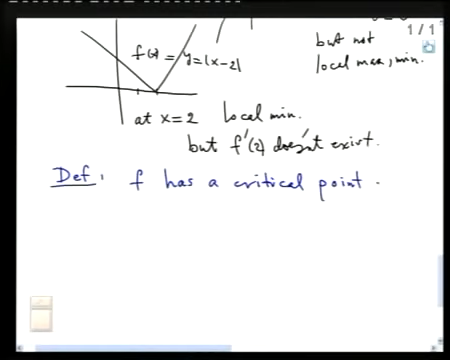 1/1
but not
local max, min.
f(x) = y = |x-2|
at x=2 local min.
but f'(2) doesn't exist.
Def. f has a critical point.